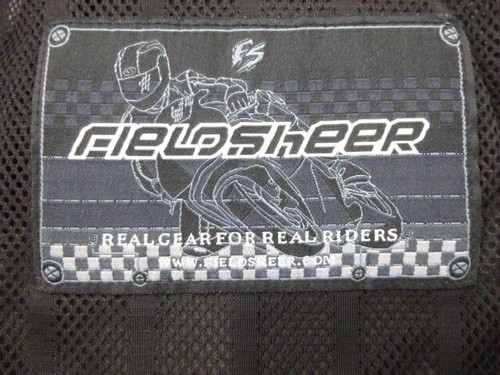 FS
FIELDSHEER
REAL GEAR FOR REAL RIDERS
WWW.FIELDSHEER.COM